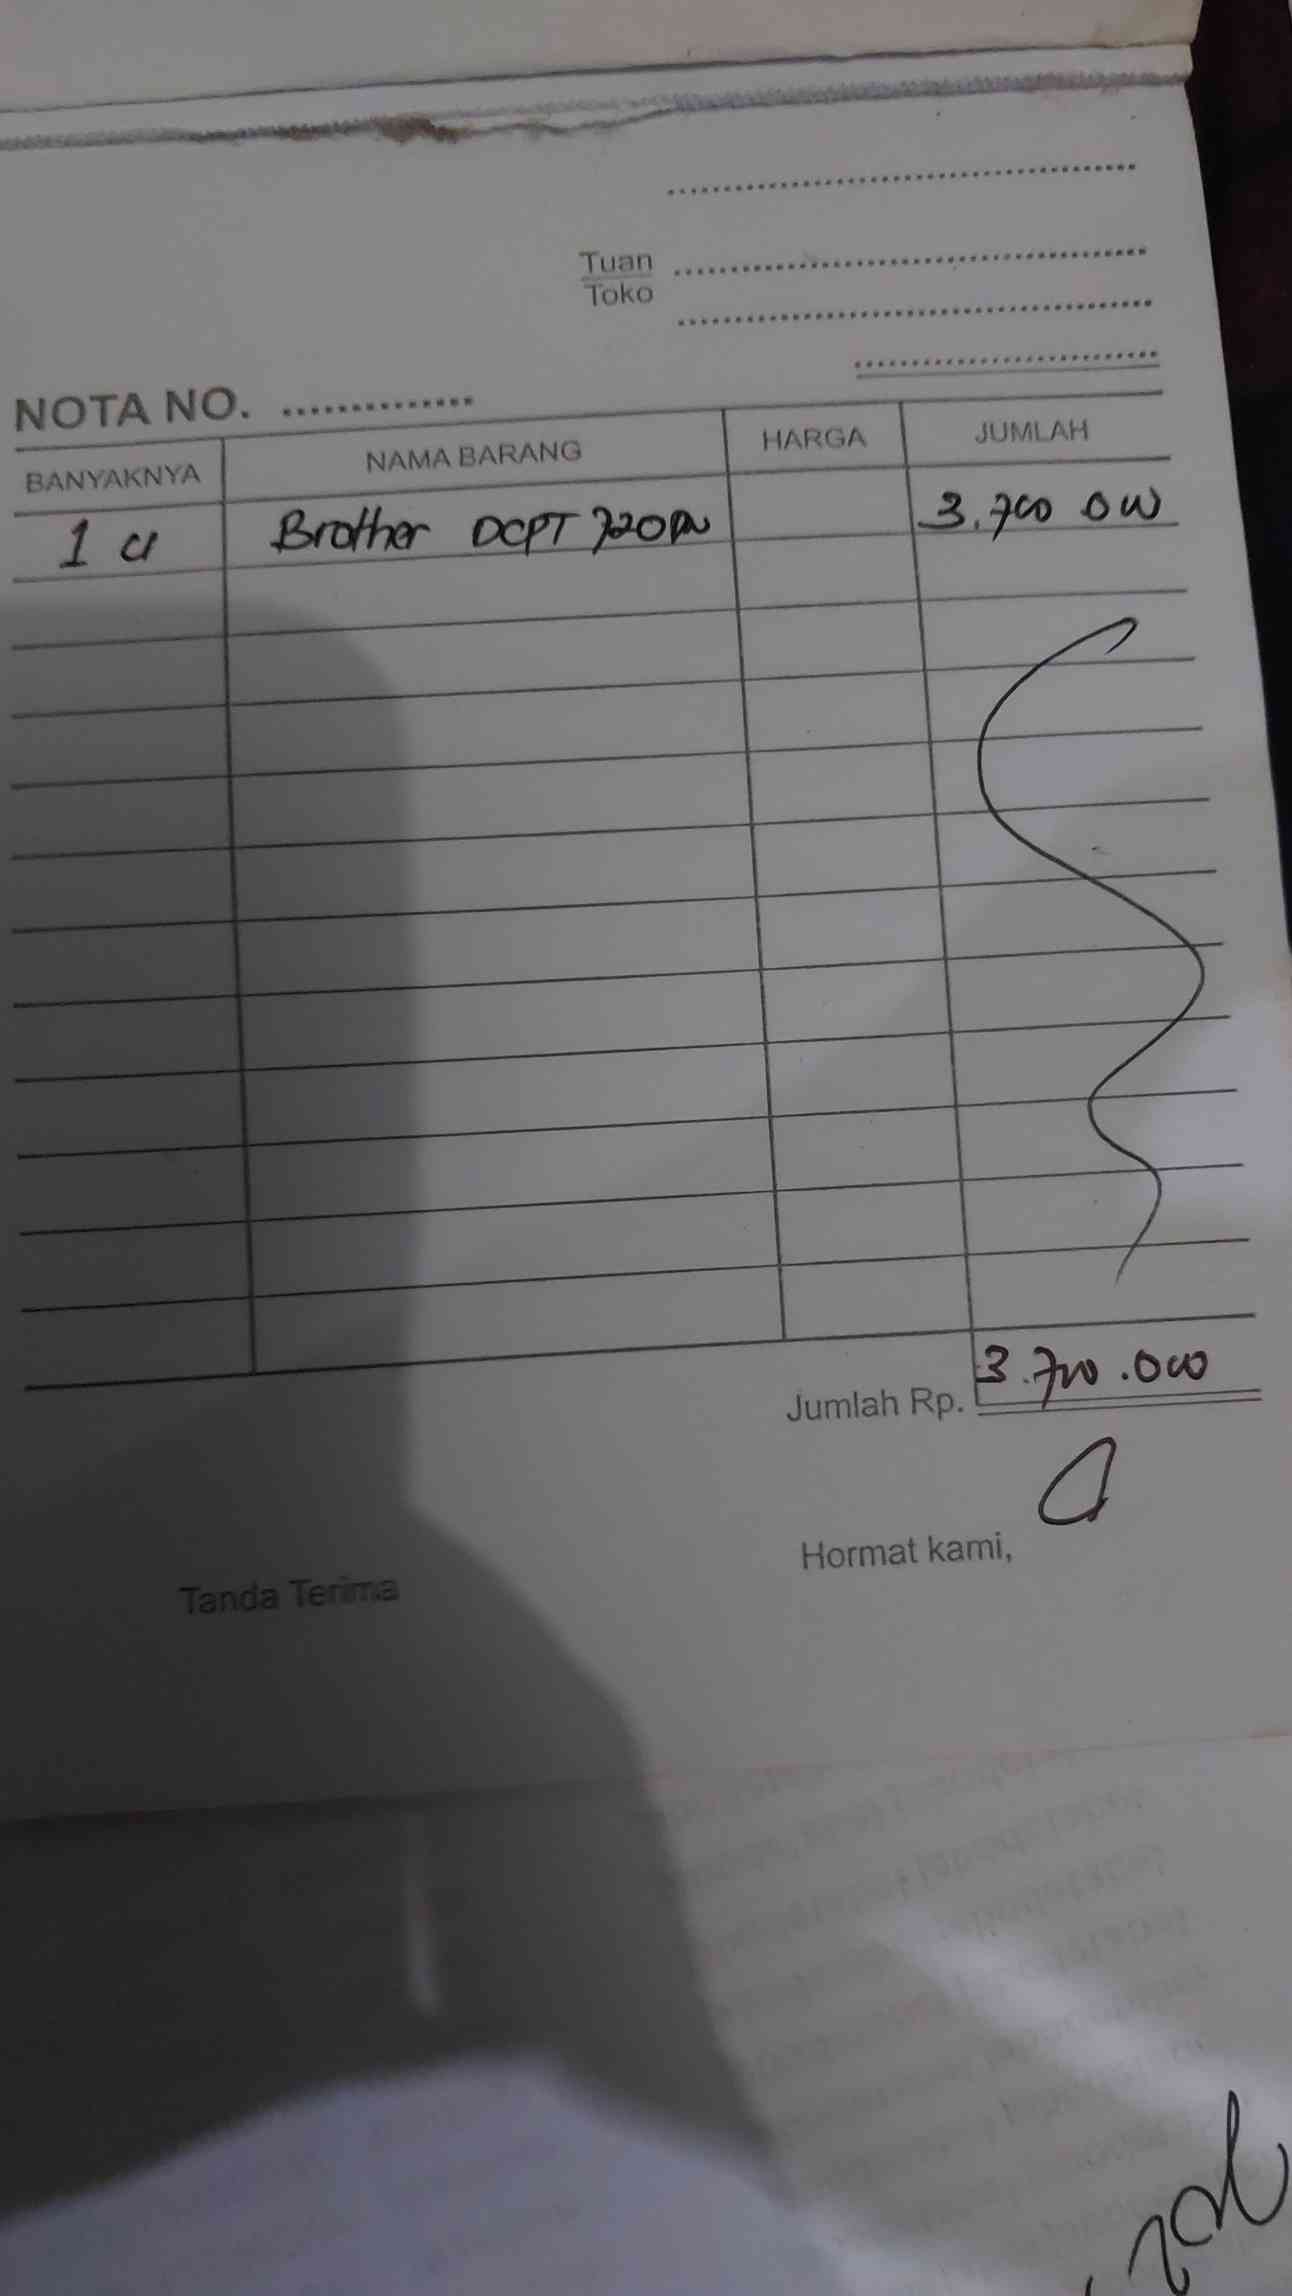 Tuan
Toko
NOTA NO.
BANYAKNYA NAMA BARANG HARGA JUMLAH
1 Brother DCPT 720DW 3.700 000
Jumlah Rp. 3.700.000
Tanda Terima Hormat kami,